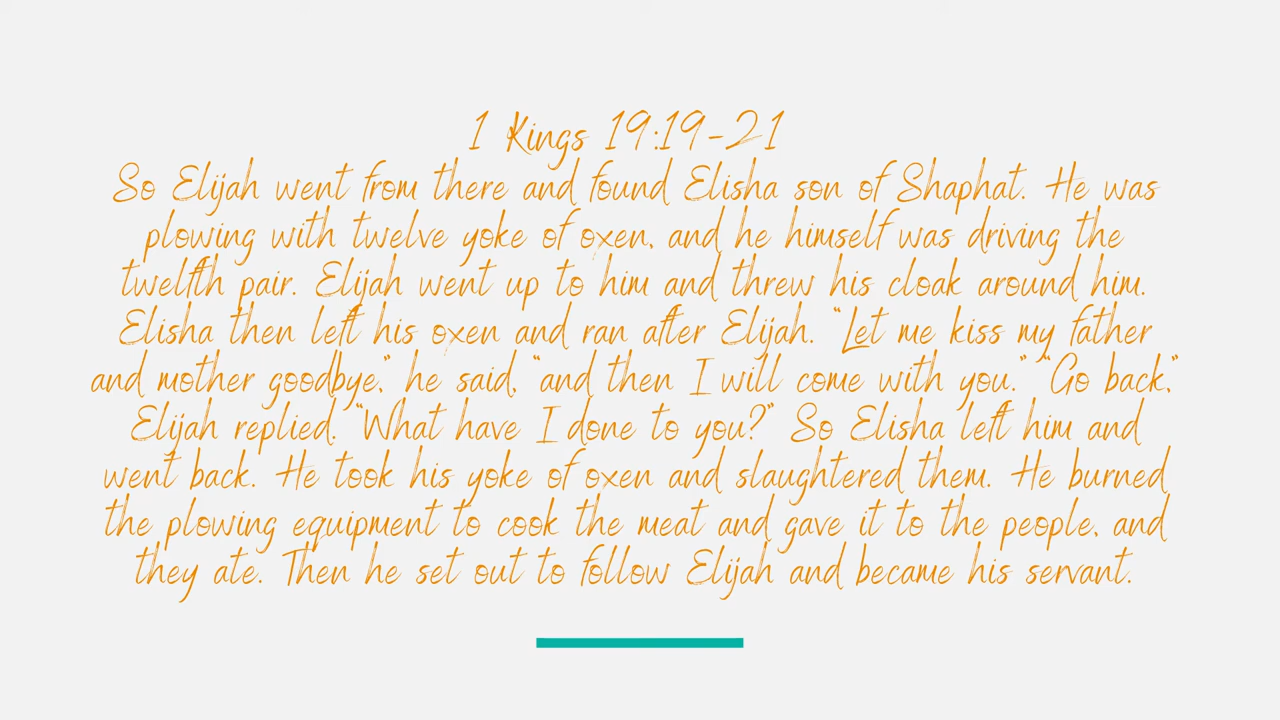 1 Kings 19:19-21
So Elijah went from there and found Elisha son of Shaphat. He was
plowing with twelve yoke of oxen, and he himself was driving the
twelfth pair. Elijah went up to him and threw his cloak around him.
Elisha then left his oxen and ran after Elijah. “Let me kiss my father
and mother goodbye,” he said, “and then I will come with you.” “Go back,”
Elijah replied. “What have I done to you?” So Elisha left him and
went back. He took his yoke of oxen and slaughtered them. He burned
the plowing equipment to cook the meat and gave it to the people, and
they ate. Then he set out to follow Elijah and became his servant.